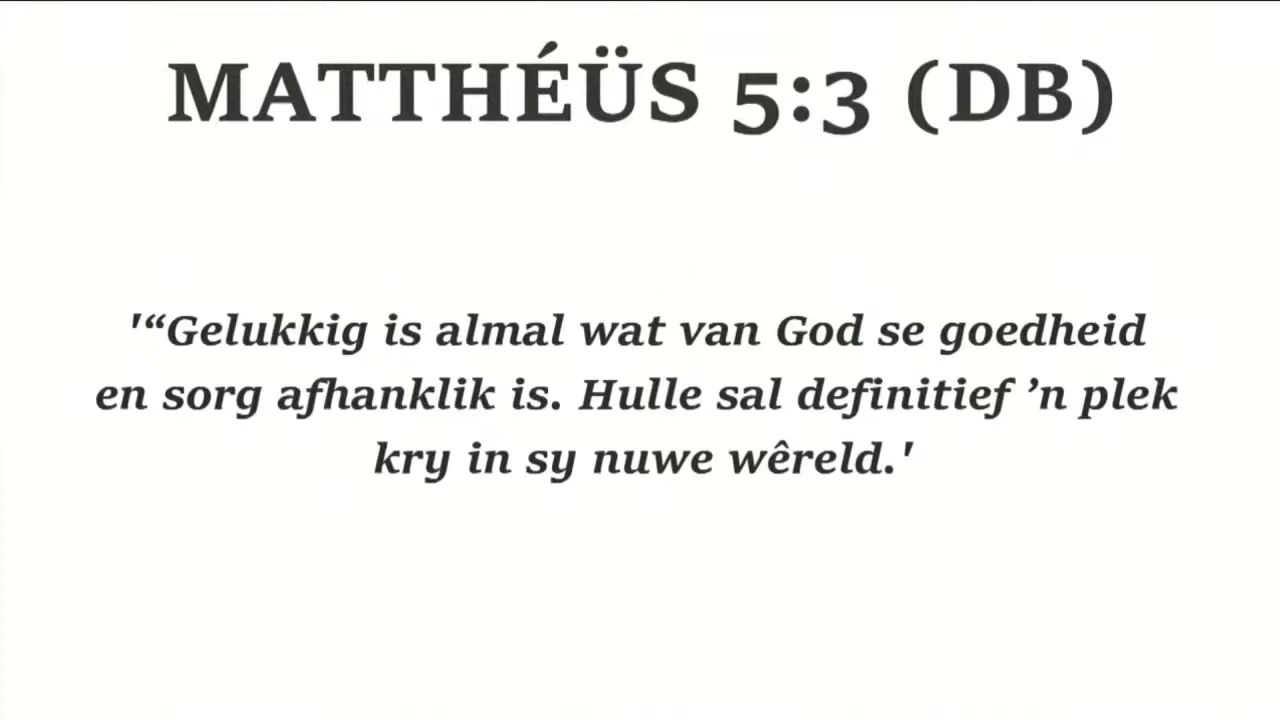 MATTHÉÜS 5:3 (DB)
'“Gelukkig is almal wat van God se goedheid
en sorg afhanklik is. Hulle sal definitief ’n plek
kry in sy nuwe wêreld.'